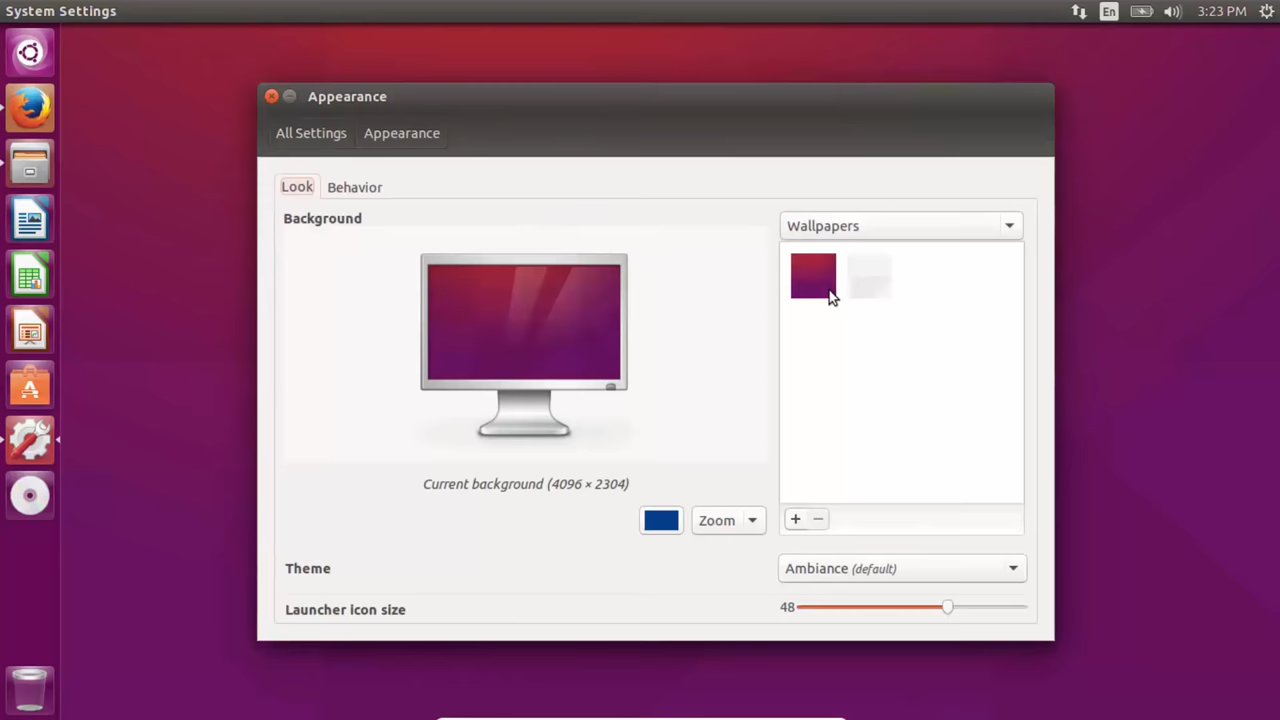 System Settings
En
3:23 PM
Appearance
All Settings
Appearance
Look
Behavior
Background
Wallpapers
Current background (4096 × 2304)
Zoom
Theme
Ambiance (default)
Launcher icon size
48